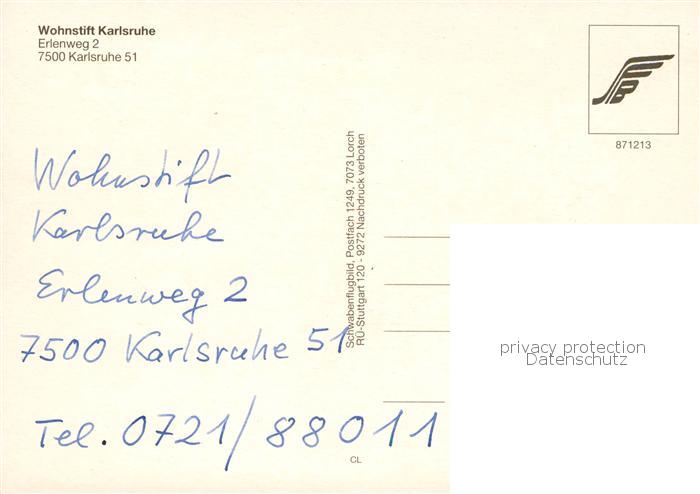 Wohnstift Karlsruhe
Erlenweg 2
7500 Karlsruhe 51
871213
Wohnstift
Karlsruhe
Erlenweg 2
7500 Karlsruhe 51
Tel. 0721/88011
Schwabenflugbild, Postfach 1249, 7073 Lorch
RÜ-Stuttgart 120 - 9272 Nachdruck verboten
CL
privacy protection
Datenschutz